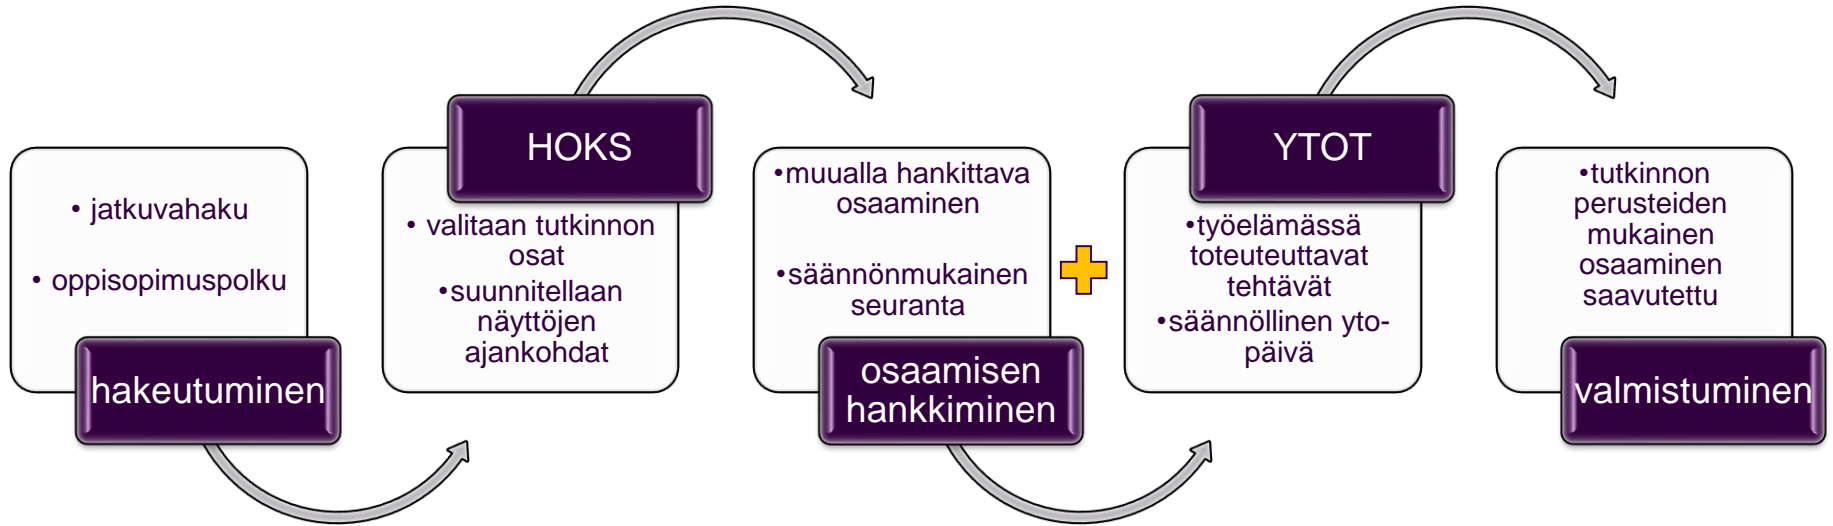 • jatkuvahaku
• oppisopimuspolku
hakeutuminen
HOKS
• valitaan tutkinnon
osat
•suunnitellaan
näyttöjen
ajankohdat
•muualla hankittava
osaaminen
•säännönmukainen
seuranta
osaamisen
hankkiminen
YTOT
•työelämässä
toteuteuttavat
tehtävät
•säännöllinen yto-
päivä
•tutkinnon
perusteiden
mukainen
osaaminen
saavutettu
valmistuminen